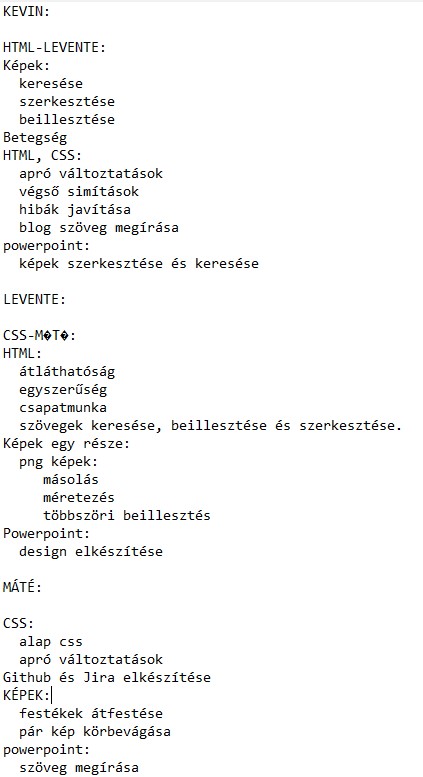 KEVIN:
HTML-LEVENTE:
Képek:
keresése
szerkesztése
beillesztése
Betegség
HTML, CSS:
apró változtatások
végső simítások
hibák javítása
blog szöveg megírása
powerpoint:
képek szerkesztése és keresése
LEVENTE:
CSS-M�T�:
HTML:
átláthatóság
egyszerűség
csapatmunka
szövegek keresése, beillesztése és szerkesztése.
Képek egy része:
png képek:
másolás
méretezés
többszöri beillesztés
Powerpoint:
design elkészítése
MÁTÉ:
CSS:
alap css
apró változtatások
Github és Jira elkészítése
KÉPEK:
festékek átfestése
pár kép körbevágása
powerpoint:
szöveg megírása